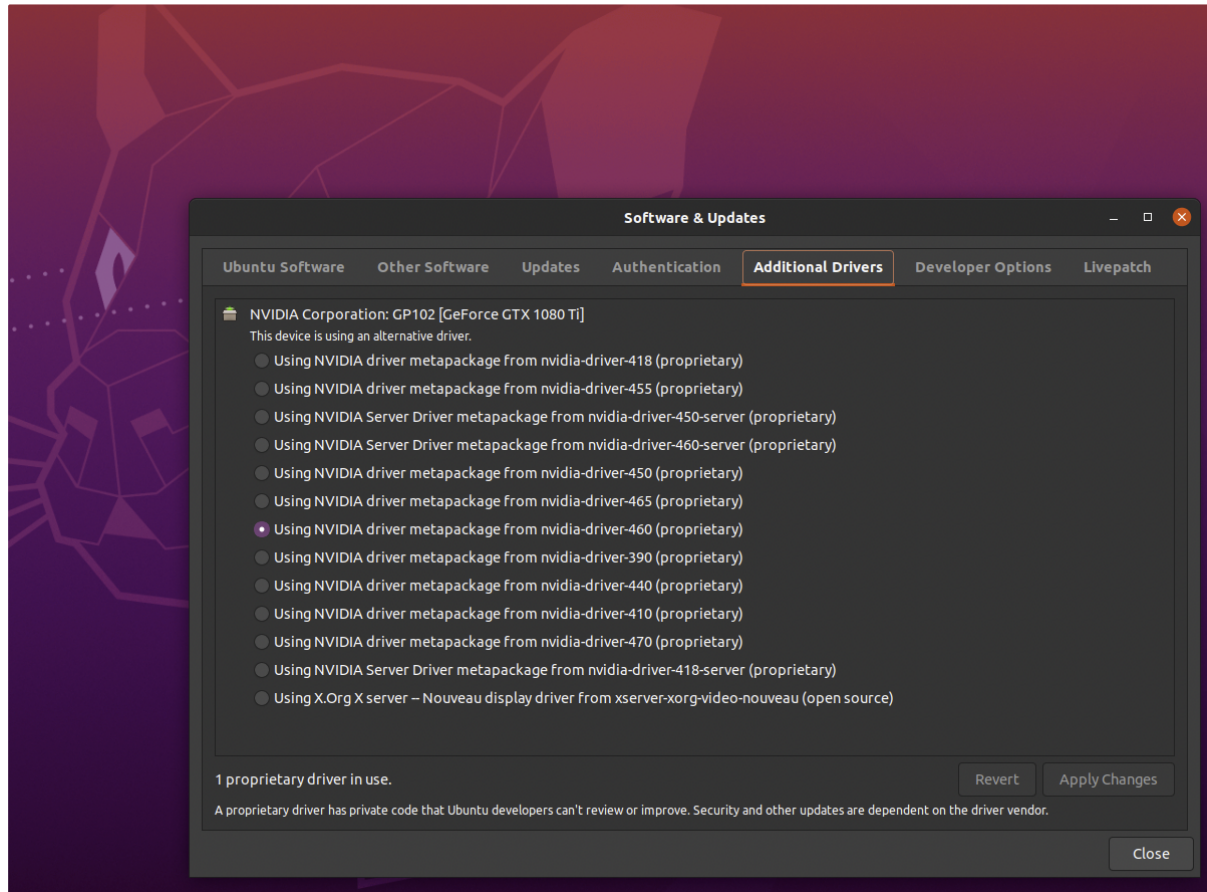 Software & Updates
Ubuntu Software Other Software Updates Authentication Additional Drivers Developer Options Livepatch
NVIDIA Corporation: GP102 [GeForce GTX 1080 Ti]
This device is using an alternative driver.
Using NVIDIA driver metapackage from nvidia-driver-418 (proprietary)
Using NVIDIA driver metapackage from nvidia-driver-455 (proprietary)
Using NVIDIA Server Driver metapackage from nvidia-driver-450-server (proprietary)
Using NVIDIA Server Driver metapackage from nvidia-driver-460-server (proprietary)
Using NVIDIA driver metapackage from nvidia-driver-450 (proprietary)
Using NVIDIA driver metapackage from nvidia-driver-465 (proprietary)
Using NVIDIA driver metapackage from nvidia-driver-460 (proprietary)
Using NVIDIA driver metapackage from nvidia-driver-390 (proprietary)
Using NVIDIA driver metapackage from nvidia-driver-440 (proprietary)
Using NVIDIA driver metapackage from nvidia-driver-410 (proprietary)
Using NVIDIA driver metapackage from nvidia-driver-470 (proprietary)
Using NVIDIA Server Driver metapackage from nvidia-driver-418-server (proprietary)
Using X.Org X server -- Nouveau display driver from xserver-xorg-video-nouveau (open source)
1 proprietary driver in use.
Revert Apply Changes
A proprietary driver has private code that Ubuntu developers can't review or improve. Security and other updates are dependent on the driver vendor.
Close